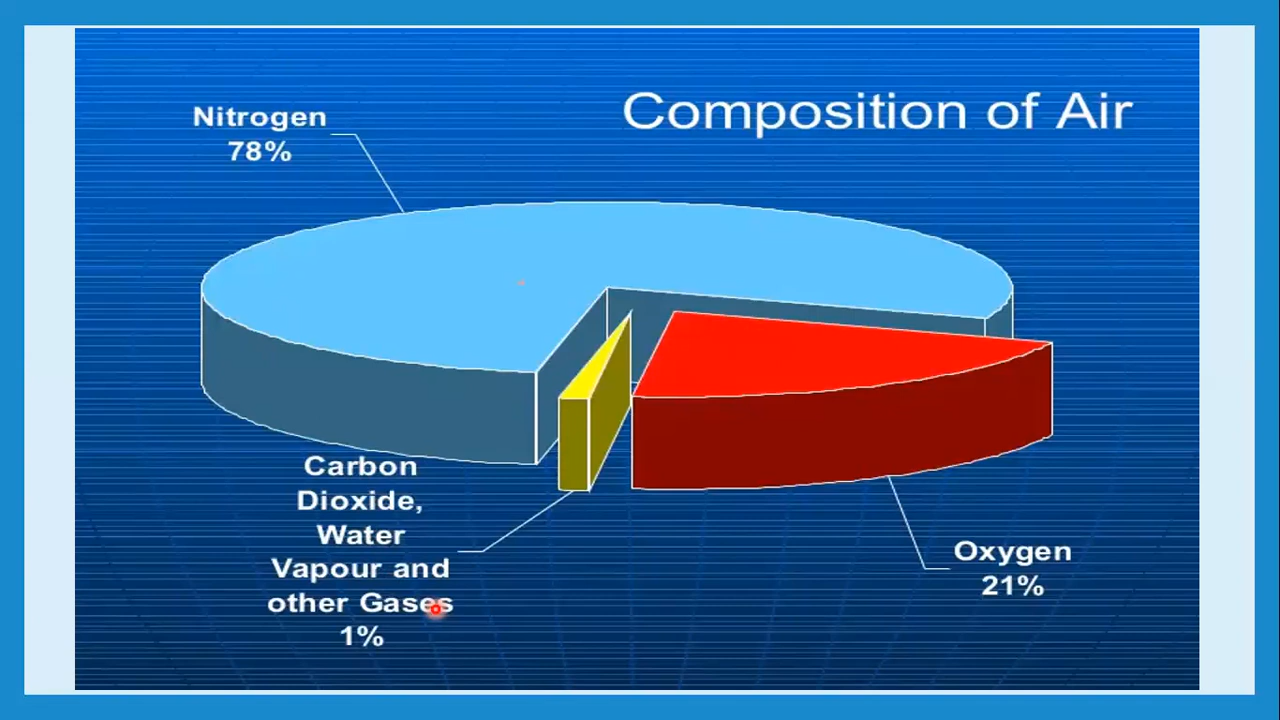 Composition of Air
Nitrogen
78%
Carbon
Dioxide,
Water
Vapour and
other Gases
1%
Oxygen
21%